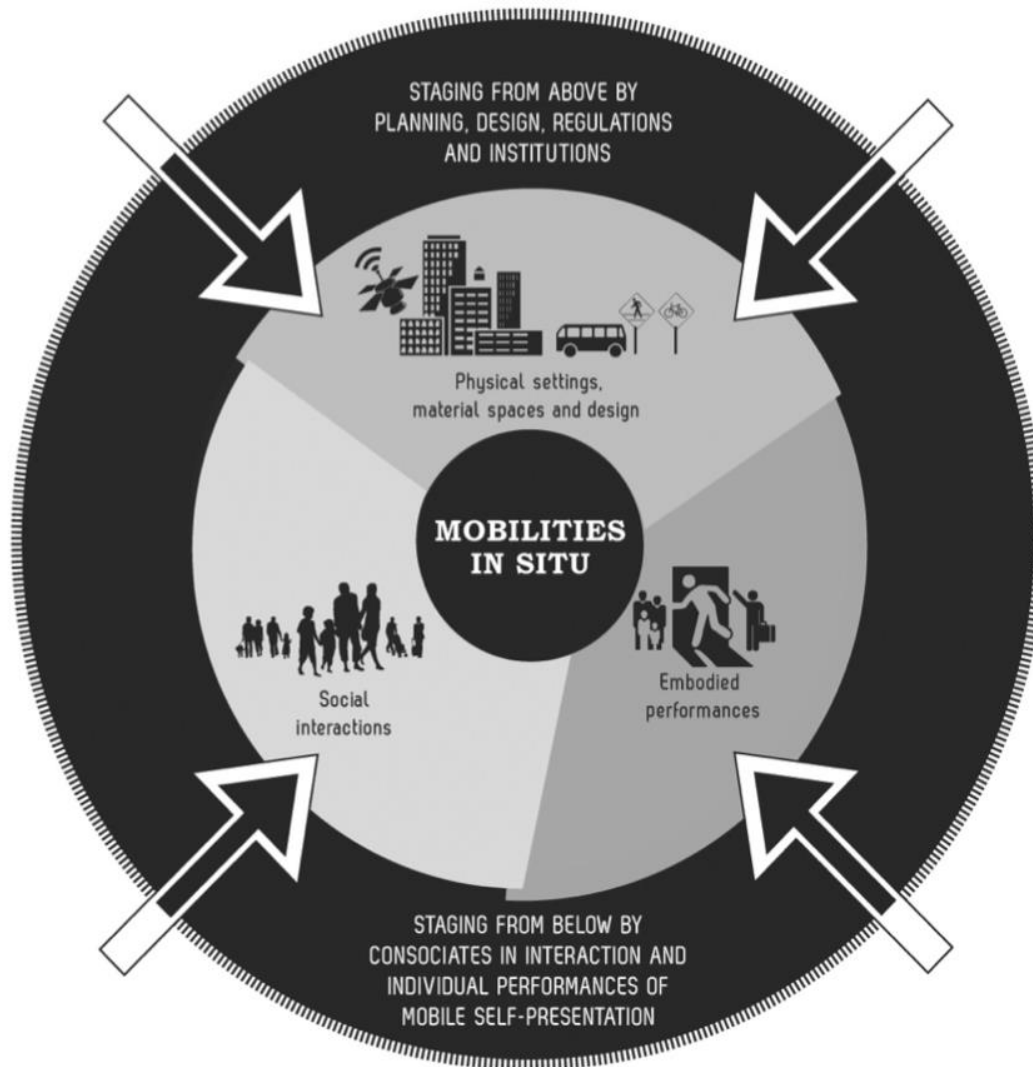 STAGING FROM ABOVE BY
PLANNING, DESIGN, REGULATIONS
AND INSTITUTIONS
Physical settings,
material spaces and design
MOBILITIES
IN SITU
Social
interactions
Embodied
performances
STAGING FROM BELOW BY
CONSOCIATES IN INTERACTION AND
INDIVIDUAL PERFORMANCES OF
MOBILE SELF-PRESENTATION